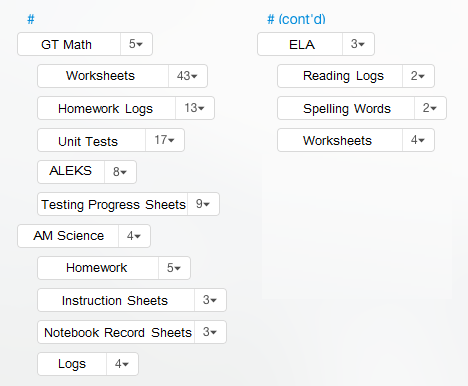 #
GT Math 5
Worksheets 43
Homework Logs 13
Unit Tests 17
ALEKS 8
Testing Progress Sheets 9
AM Science 4
Homework 5
Instruction Sheets 3
Notebook Record Sheets 3
Logs 4
# (cont'd)
ELA 3
Reading Logs 2
Spelling Words 2
Worksheets 4